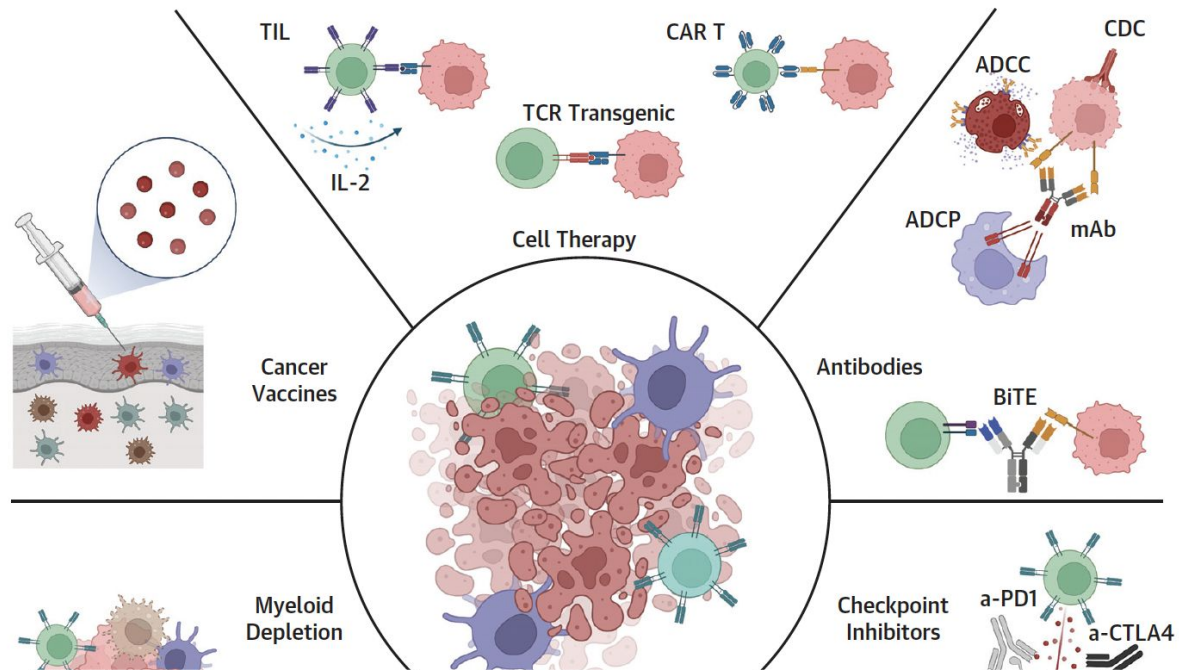 TIL
CAR T
CDC
ADCC
TCR Transgenic
IL-2
ADCP
mAb
Cell Therapy
Cancer
Vaccines
Antibodies
BiTE
Myeloid
Depletion
Checkpoint
Inhibitors
a-PD1
a-CTLA4